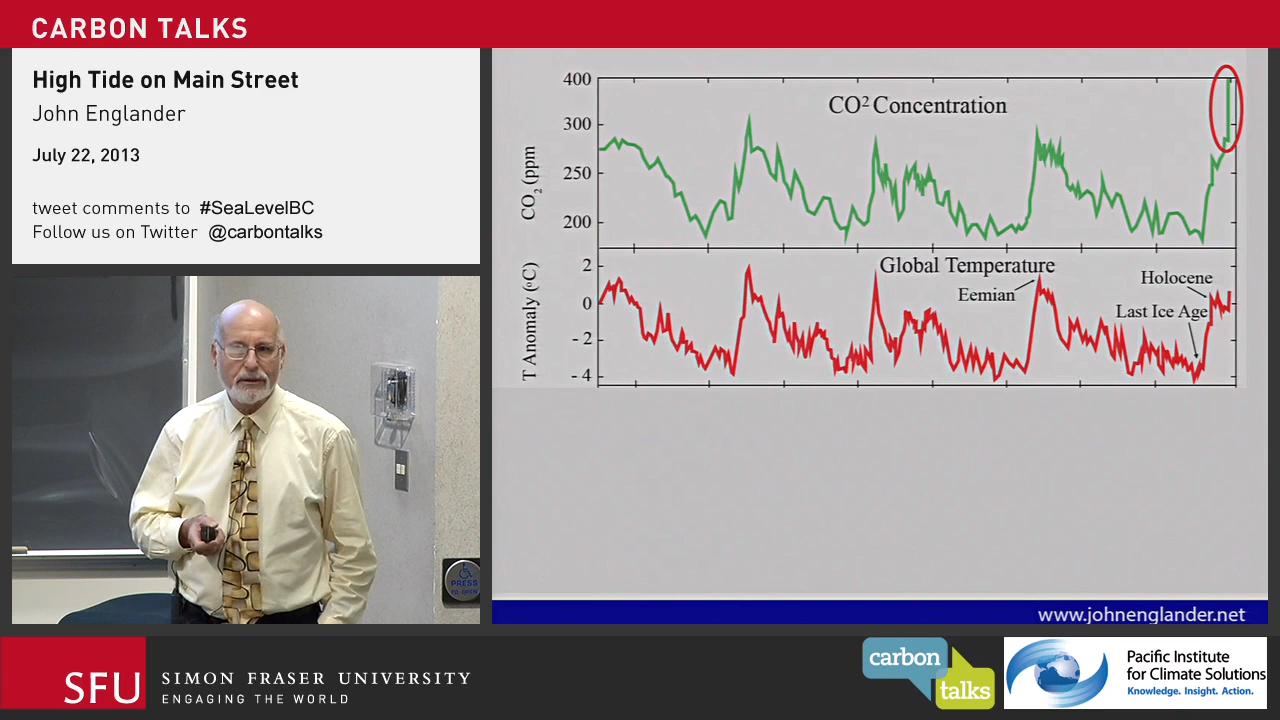 CARBON TALKS
High Tide on Main Street
John Englander
July 22, 2013
tweet comments to #SeaLevelBC
Follow us on Twitter @carbontalks
PRESS
TO OPEN
CO² Concentration
CO₂ (ppm
400
300
250
200
Global Temperature
T Anomaly (°C)
2
0
- 2
- 4
Eemian
Holocene
Last Ice Age
www.johnenglander.net
SFU
SIMON FRASER UNIVERSITY
ENGAGING THE WORLD
carbon
talks
Pacific Institute
for Climate Solutions
Knowledge. Insight. Action.